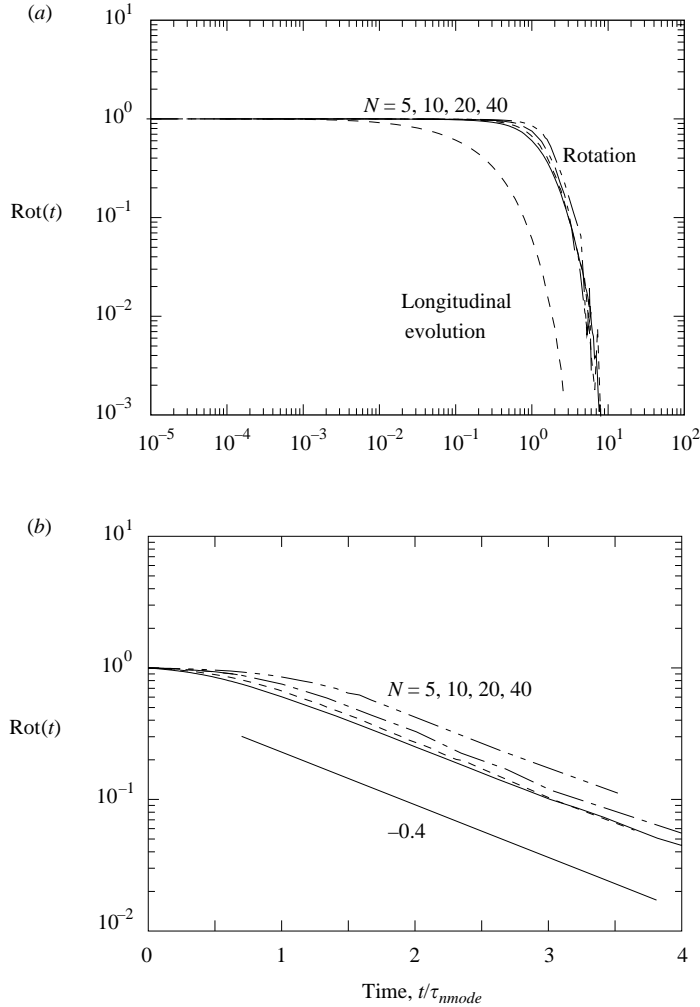 (a)
10^1
N = 5, 10, 20, 40
10^0
Rotation
Rot(t)
10^–1
Longitudinal
evolution
10^–2
10^–3
10^–5 10^–4 10^–3 10^–2 10^–1 10^0 10^1 10^2
(b)
10^1
10^0
N = 5, 10, 20, 40
Rot(t)
10^–1
–0.4
10^–2
0 1 2 3 4
Time, t/τ_nmode